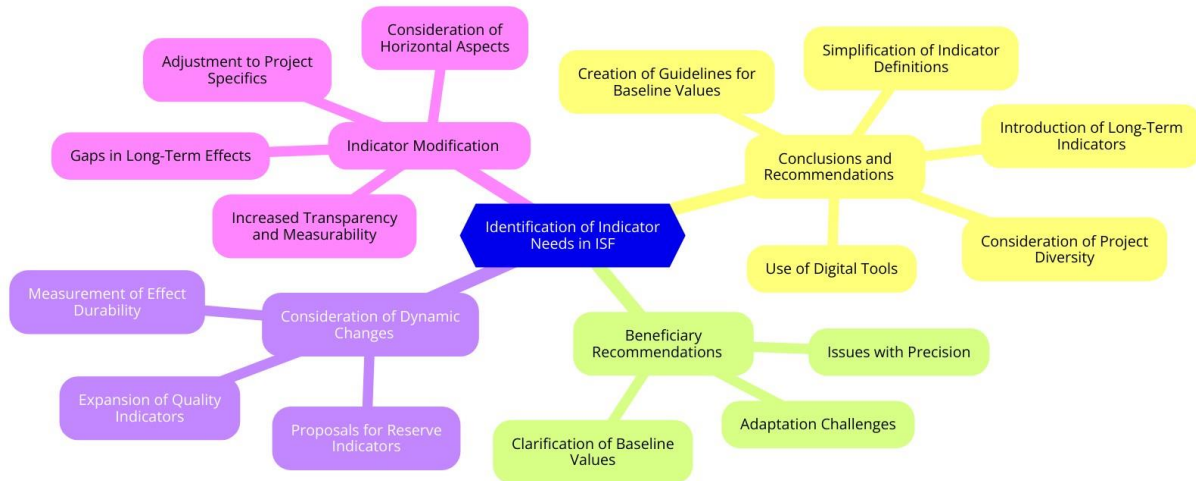 Identification of Indicator
Needs in ISF
Indicator Modification
Consideration of
Horizontal Aspects
Adjustment to Project
Specifics
Gaps in Long-Term Effects
Increased Transparency
and Measurability
Conclusions and
Recommendations
Creation of Guidelines for
Baseline Values
Simplification of Indicator
Definitions
Introduction of Long-Term
Indicators
Consideration of Project
Diversity
Use of Digital Tools
Consideration of Dynamic
Changes
Measurement of Effect
Durability
Expansion of Quality
Indicators
Proposals for Reserve
Indicators
Beneficiary
Recommendations
Issues with Precision
Adaptation Challenges
Clarification of Baseline
Values